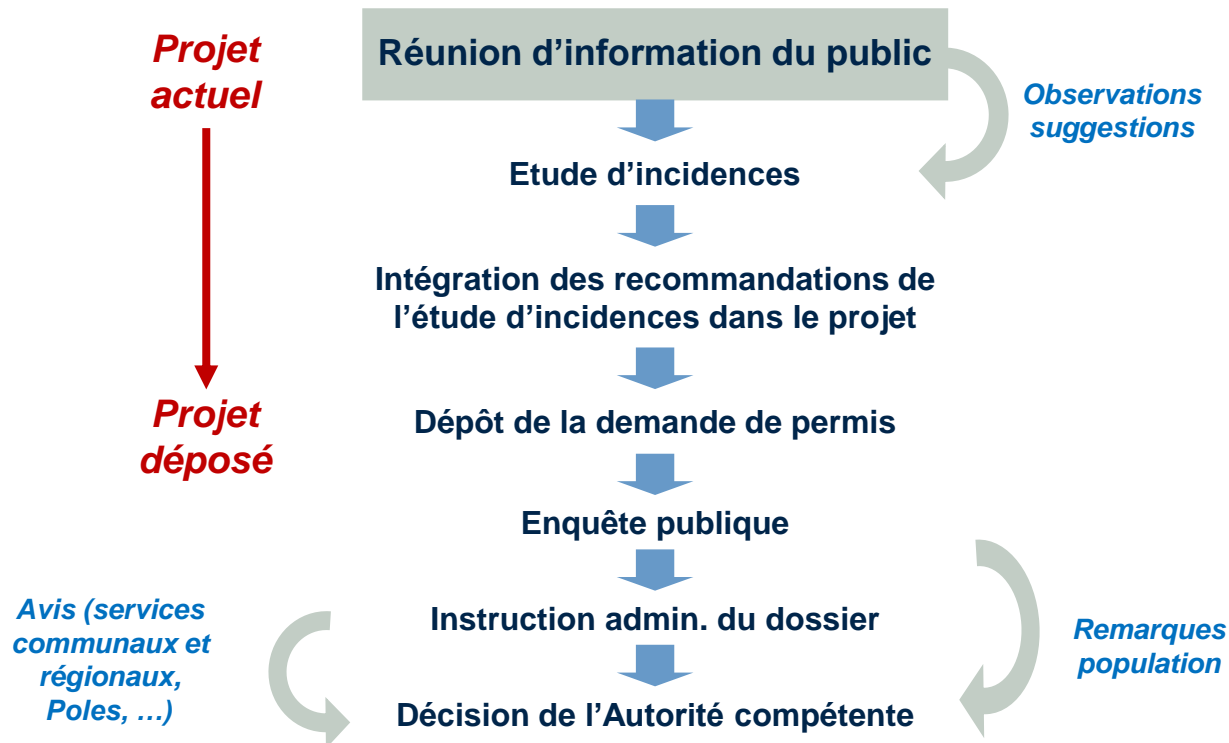 Projet
actuel
Réunion d’information du public
Observations
suggestions
Etude d’incidences
Intégration des recommandations de
l’étude d’incidences dans le projet
Projet
déposé
Dépôt de la demande de permis
Enquête publique
Avis (services
communaux et
régionaux,
Poles, …)
Instruction admin. du dossier
Remarques
population
Décision de l’Autorité compétente